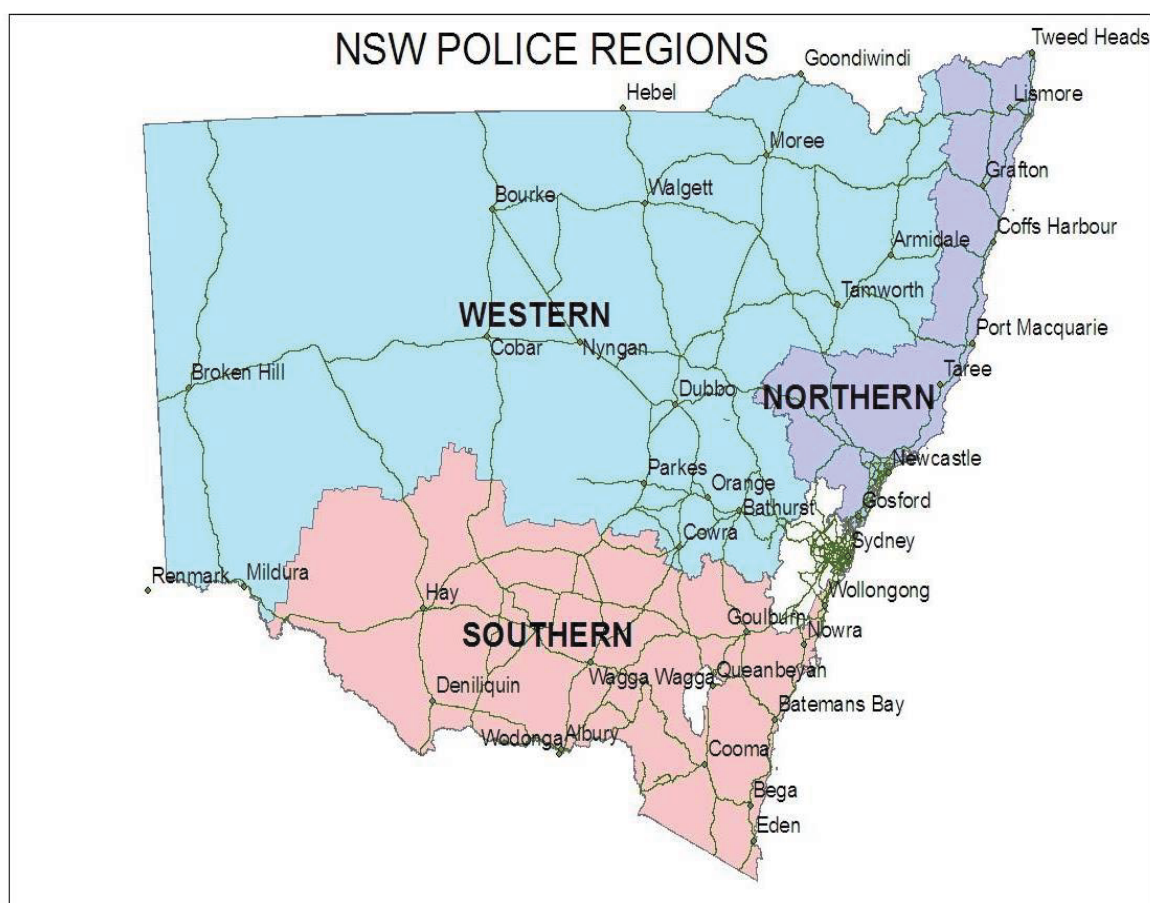 NSW POLICE REGIONS
Tweed Heads
Goondiwindi
Hebel
Lismore
Moree
Grafton
Bourke
Walgett
Coffs Harbour
Armidale
Tamworth
WESTERN
Port Macquarie
Cobar
Nyngan
Broken Hill
Taree
Dubbo
NORTHERN
Newcastle
Parkes
Orange
Gosford
Bathurst
Cowra
Sydney
Renmark
Mildura
Wollongong
Hay
Goulburn
Nowra
SOUTHERN
Wagga Wagga
Queanbeyan
Deniliquin
Batemans Bay
Wodonga
Albury
Cooma
Bega
Eden